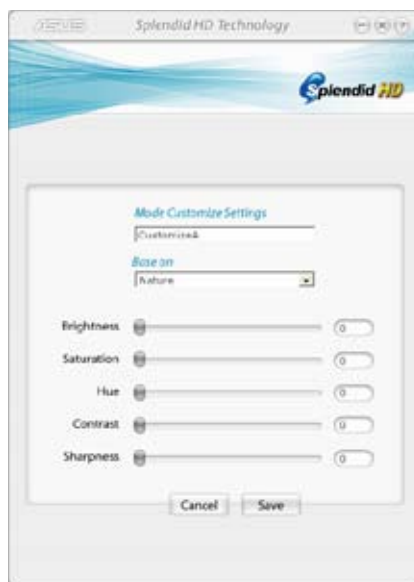 ASUS Splendid HD Technology
Splendid HD
Mode Customize Settings
CustomizeA
Base on
Nature
Brightness 0
Saturation 0
Hue 0
Contrast 0
Sharpness 0
Cancel Save